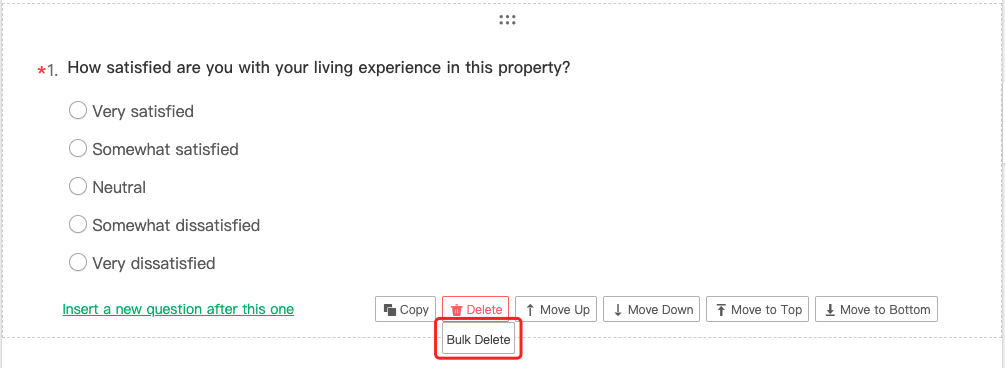 *1. How satisfied are you with your living experience in this property?
Very satisfied
Somewhat satisfied
Neutral
Somewhat dissatisfied
Very dissatisfied
Insert a new question after this one Copy Delete Move Up Move Down Move to Top Move to Bottom
Bulk Delete